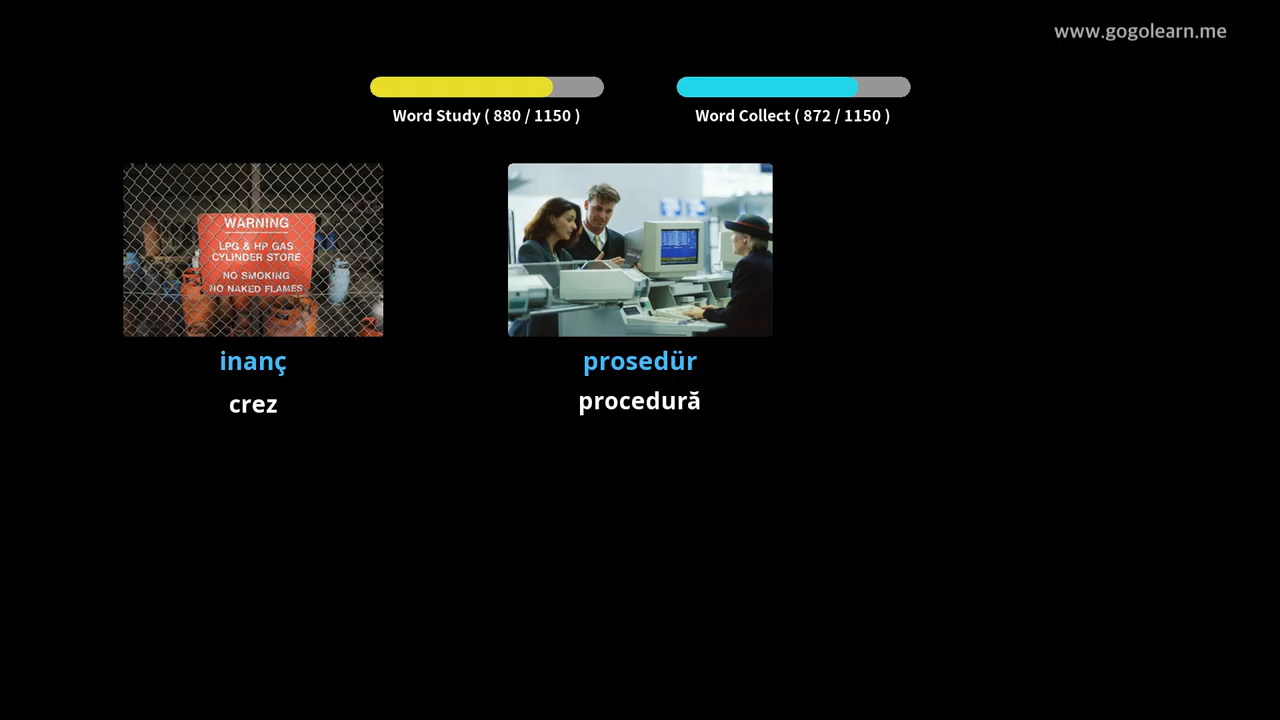 www.gogolearn.me
Word Study ( 880 / 1150 )
Word Collect ( 872 / 1150 )
WARNING
LPG & HP GAS
CYLINDER STORE
NO SMOKING
NO NAKED FLAMES
inanç
crez
prosedür
procedură